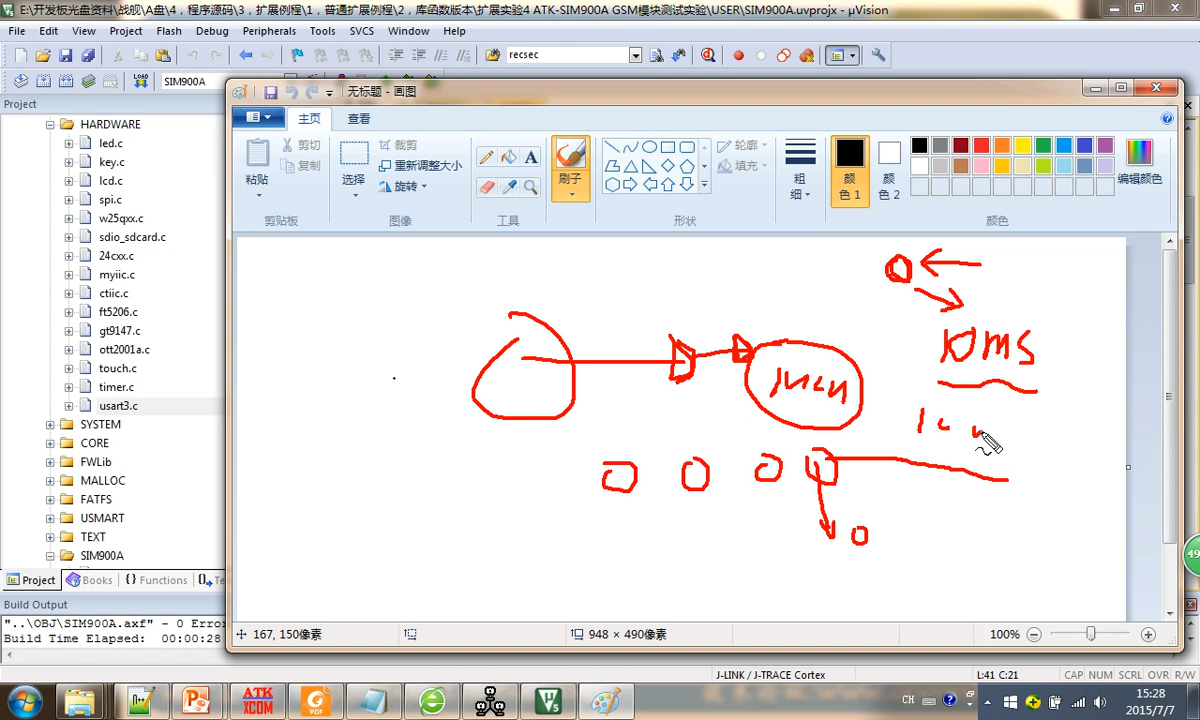 E:\开发板光盘资料\战舰\A盘\4，程序源码\3，扩展例程\1，普通扩展例程\2，库函数版本\扩展实验4 ATK-SIM900A GSM模块测试实验\USER\SIM900A.uvprojx - µVision
File Edit View Project Flash Debug Peripherals Tools SVCS Window Help
recsec
LOAD SIM900A
Project
HARDWARE
led.c
key.c
lcd.c
spi.c
w25qxx.c
sdio_sdcard.c
24cxx.c
myiic.c
ctiic.c
ft5206.c
gt9147.c
ott2001a.c
touch.c
timer.c
usart3.c
SYSTEM
CORE
FWLib
MALLOC
FATFS
USMART
TEXT
SIM900A
Project Books {} Functions
Build Output
"..\OBJ\SIM900A.axf" - 0 Error
Build Time Elapsed: 00:00:28
无标题 - 画图
主页 查看
粘贴
剪切
复制
剪贴板
选择
裁剪
重新调整大小
旋转
图像
A
工具
刷子
形状
轮廓
填充
粗细
颜色 1
颜色 2
颜色
编辑颜色
10ms
167, 150像素
948 × 490像素
100%
J-LINK / J-TRACE Cortex
L:41 C:21
CAP NUM SCRL OVR R/W
ATK XCOM
PDF
CH
15:28
2015/7/7
49